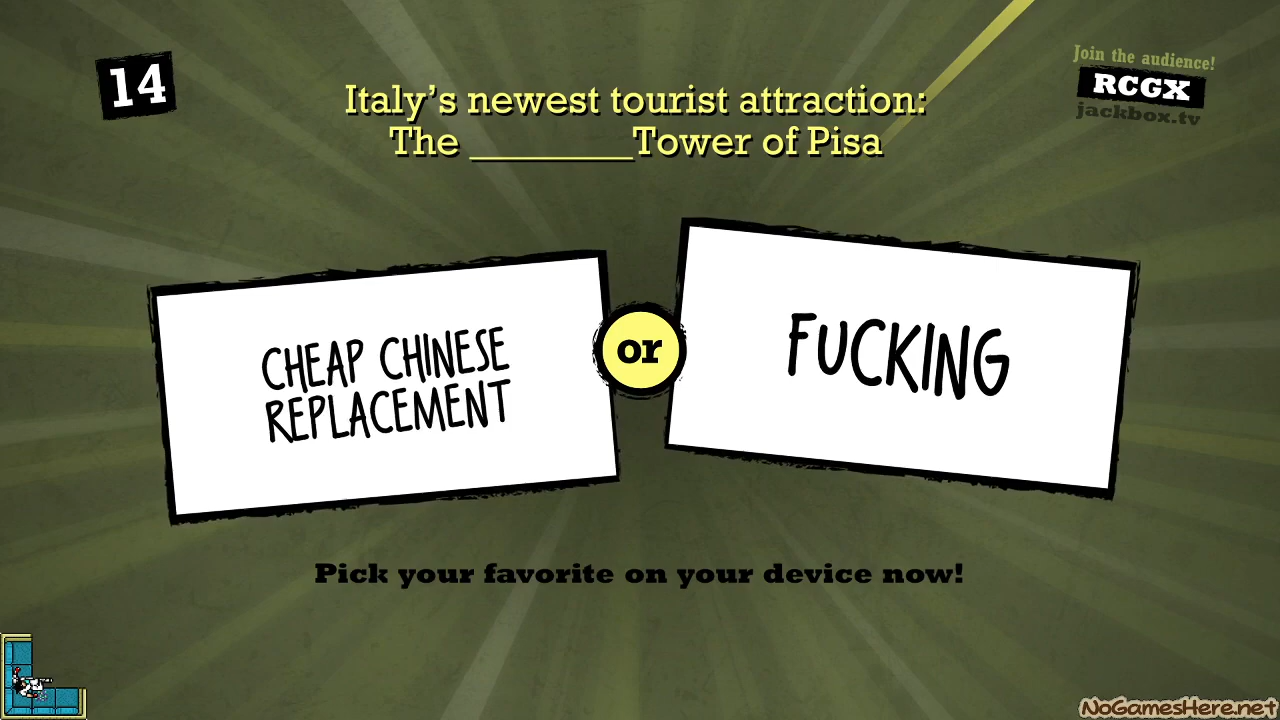 14
Join the audience!
RCGX
jackbox.tv
Italy's newest tourist attraction:
The ________Tower of Pisa
CHEAP CHINESE
REPLACEMENT
or
FUCKING
Pick your favorite on your device now!
NoGamesHere.net